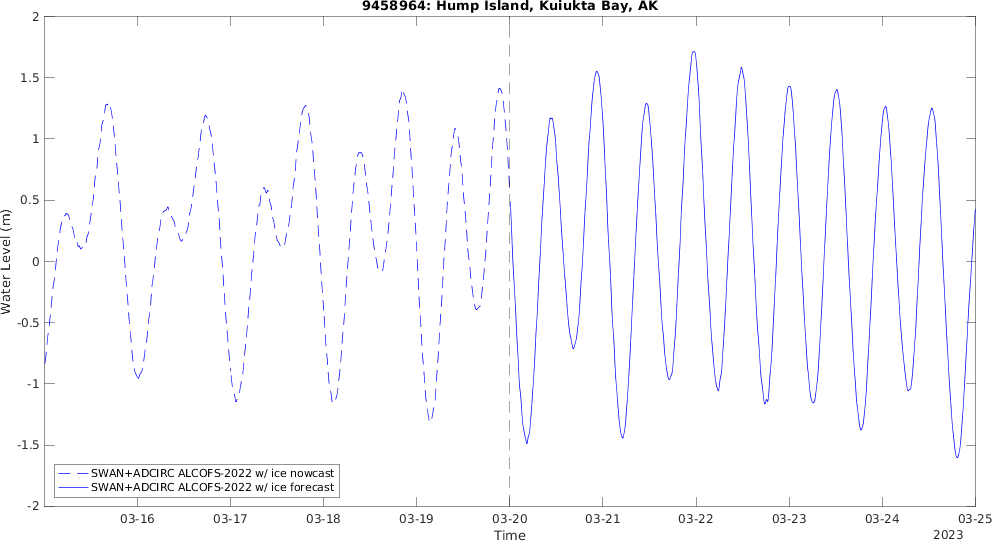 9458964: Hump Island, Kuiukta Bay, AK
2
1.5
1
0.5
0
-0.5
-1
-1.5
-2
Water Level (m)
SWAN+ADCIRC ALCOFS-2022 w/ ice nowcast
SWAN+ADCIRC ALCOFS-2022 w/ ice forecast
03-16 03-17 03-18 03-19 03-20 03-21 03-22 03-23 03-24 03-25
Time
2023